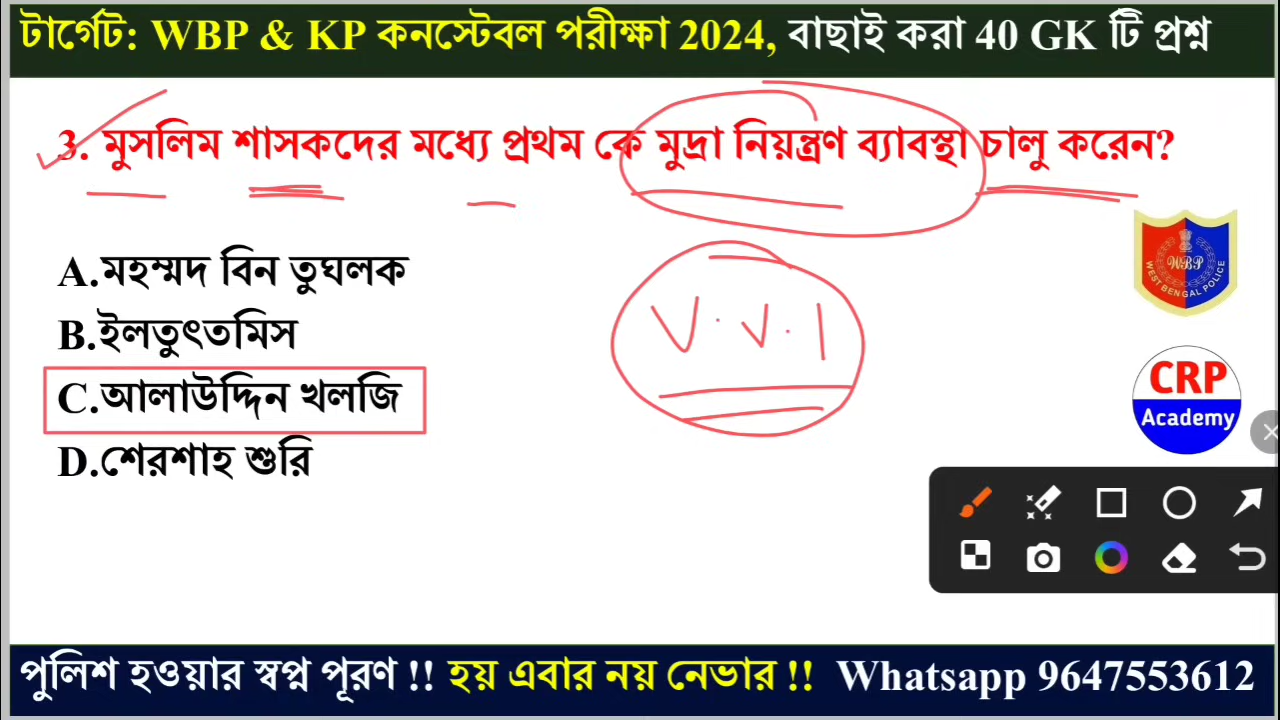 টার্গেট: WBP & KP কনস্টেবল পরীক্ষা 2024, বাছাই করা 40 GK টি প্রশ্ন
3. মুসলিম শাসকদের মধ্যে প্রথম কে মুদ্রা নিয়ন্ত্রণ ব্যাবস্থা চালু করেন?
A.মহম্মদ বিন তুঘলক
B.ইলতুৎতমিস
C.আলাউদ্দিন খলজি
D.শেরশাহ শুরি
V.V.I
WBP
WEST BENGAL POLICE
CRP
Academy
পুলিশ হওয়ার স্বপ্ন পূরণ !! হয় এবার নয় নেভার !! Whatsapp 9647553612